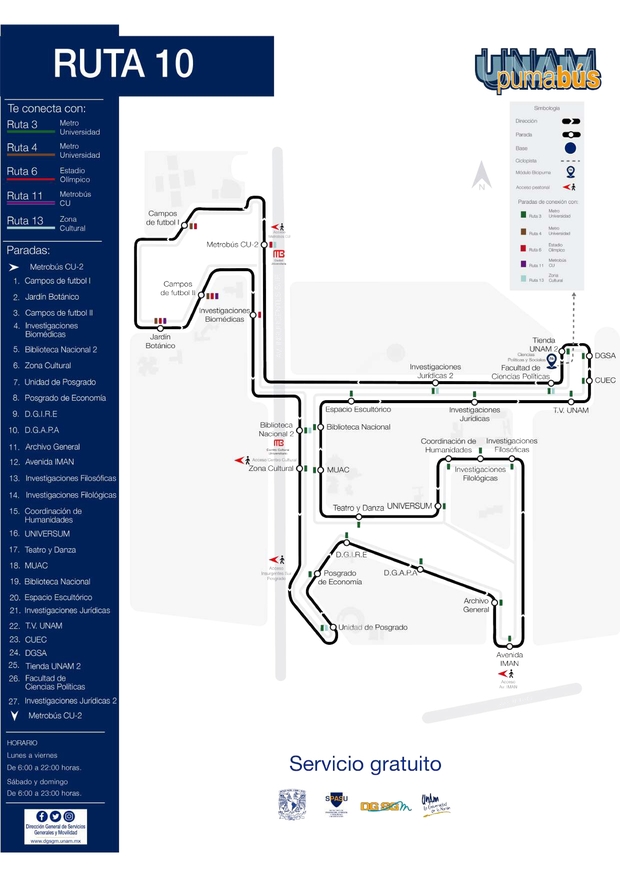 RUTA 10
UNAM
pumabús
Te conecta con:
Ruta 3 Metro
Universidad
Ruta 4 Metro
Universidad
Ruta 6 Estadio
Olímpico
Ruta 11 Metrobús
CU
Ruta 13 Zona
Cultural
Paradas:
Metrobús CU-2
1. Campos de futbol I
2. Jardín Botánico
3. Campos de futbol II
4. Investigaciones
Biomédicas
5. Biblioteca Nacional 2
6. Zona Cultural
7. Unidad de Posgrado
8. Posgrado de Economía
9. D.G.I.R.E
10. D.G.A.P.A
11. Archivo General
12. Avenida IMAN
13. Investigaciones Filosóficas
14. Investigaciones Filológicas
15. Coordinación de
Humanidades
16. UNIVERSUM
17. Teatro y Danza
18. MUAC
19. Biblioteca Nacional
20. Espacio Escultórico
21. Investigaciones Jurídicas
22. T.V. UNAM
23. CUEC
24. DGSA
25. Tienda UNAM 2
26. Facultad de
Ciencias Políticas
27. Investigaciones Jurídicas 2
Metrobús CU-2
HORARIO
Lunes a viernes
De 6:00 a 22:00 horas.
Sábado y domingo
De 6:00 a 23:00 horas.
Dirección General de Servicios
Generales y Movilidad
www.dgsgm.unam.mx
Simbología
Dirección
Parada
Base
Ciclopista
Módulo Bicipuma
Acceso peatonal
Paradas de conexión con:
Ruta 3 Metro
Universidad
Ruta 4 Metro
Universidad
Ruta 6 Estadio
Olímpico
Ruta 11 Metrobús
CU
Ruta 13 Zona
Cultural
N
Campos
de futbol I
Metrobús CU-2
MB
Campos
de futbol II
Investigaciones
Biomédicas
Jardín
Botánico
Tienda
UNAM 2
Ciencias
Políticas y Sociales
Facultad de
Ciencias Políticas
DGSA
CUEC
Investigaciones
Jurídicas 2
Espacio Escultórico
Investigaciones
Jurídicas
T.V. UNAM
Biblioteca
Nacional 2
MB
Biblioteca Nacional
Zona Cultural
MUAC
Coordinación de
Humanidades
Investigaciones
Filosóficas
Investigaciones
Filológicas
Teatro y Danza
UNIVERSUM
D.G.I.R.E
Posgrado
de Economía
D.G.A.P.A
Archivo
General
Unidad de Posgrado
Avenida
IMAN
Acceso
Av. IMAN
Servicio gratuito
DGSGM